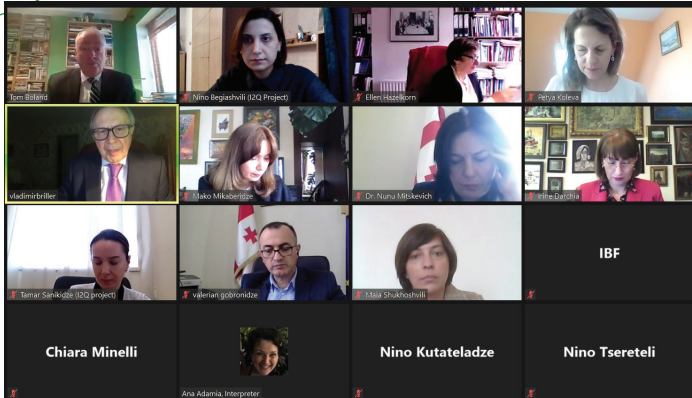 Tom Boland
Nino Begiashvili (I2Q Project)
Ellen Hazelkorn
Petya Koleva
vladimirbriller
Mako Mikaberidze
Dr. Nunu Mitskevich
Irine Darchia
Tamar Sanikidze (I2Q project)
valerian gobronidze
Maia Shukhoshvili
IBF
Chiara Minelli
Ana Adamia, Interpreter
Nino Kutateladze
Nino Tsereteli